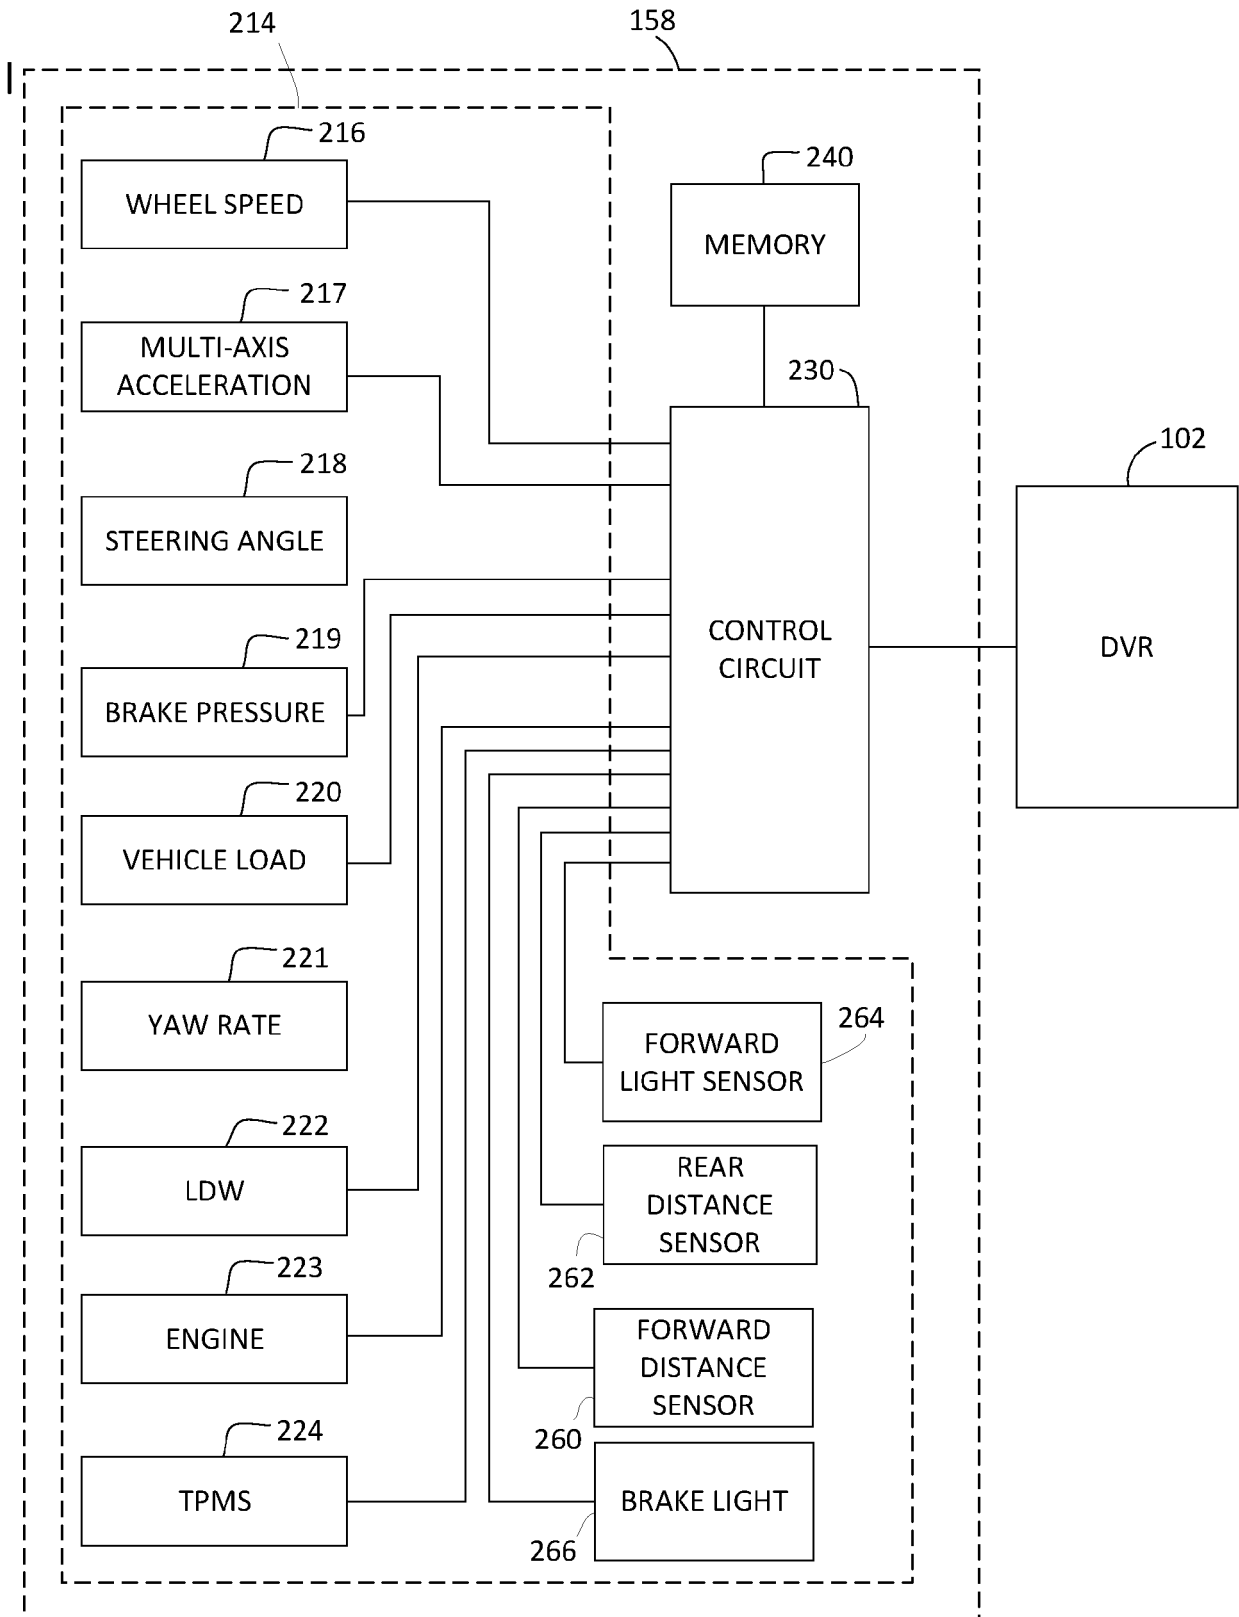 214
158
216
WHEEL SPEED
240
MEMORY
217
MULTI-AXIS
ACCELERATION
230
102
218
STEERING ANGLE
CONTROL
CIRCUIT
DVR
219
BRAKE PRESSURE
220
VEHICLE LOAD
221
YAW RATE
264
FORWARD
LIGHT SENSOR
222
LDW
REAR
DISTANCE
SENSOR
262
223
ENGINE
FORWARD
DISTANCE
SENSOR
260
224
TPMS
BRAKE LIGHT
266